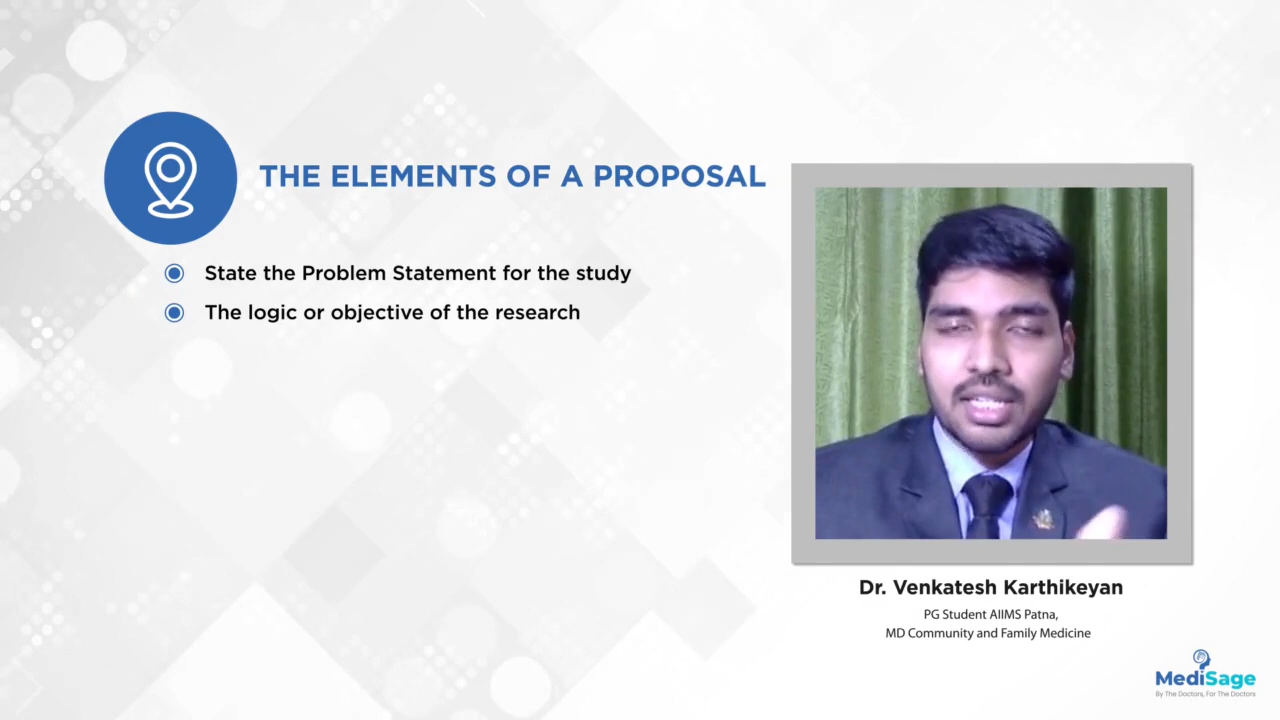 THE ELEMENTS OF A PROPOSAL
State the Problem Statement for the study
The logic or objective of the research
Dr. Venkatesh Karthikeyan
PG Student AIIMS Patna,
MD Community and Family Medicine
MediSage
By The Doctors, For The Doctors